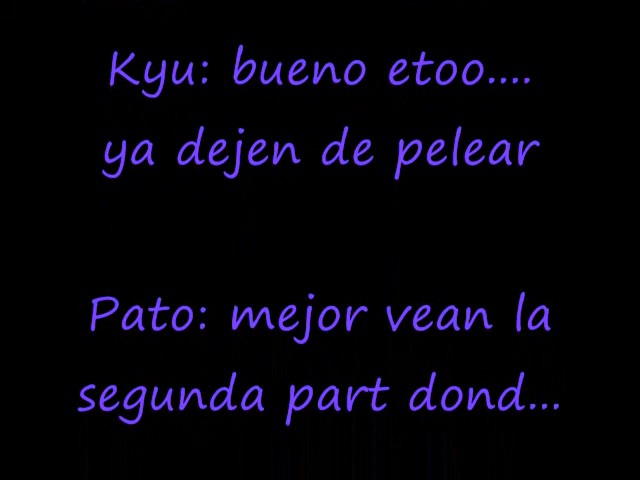 Kyu: bueno etoo....
ya dejen de pelear
Pato: mejor vean la
segunda part dond...